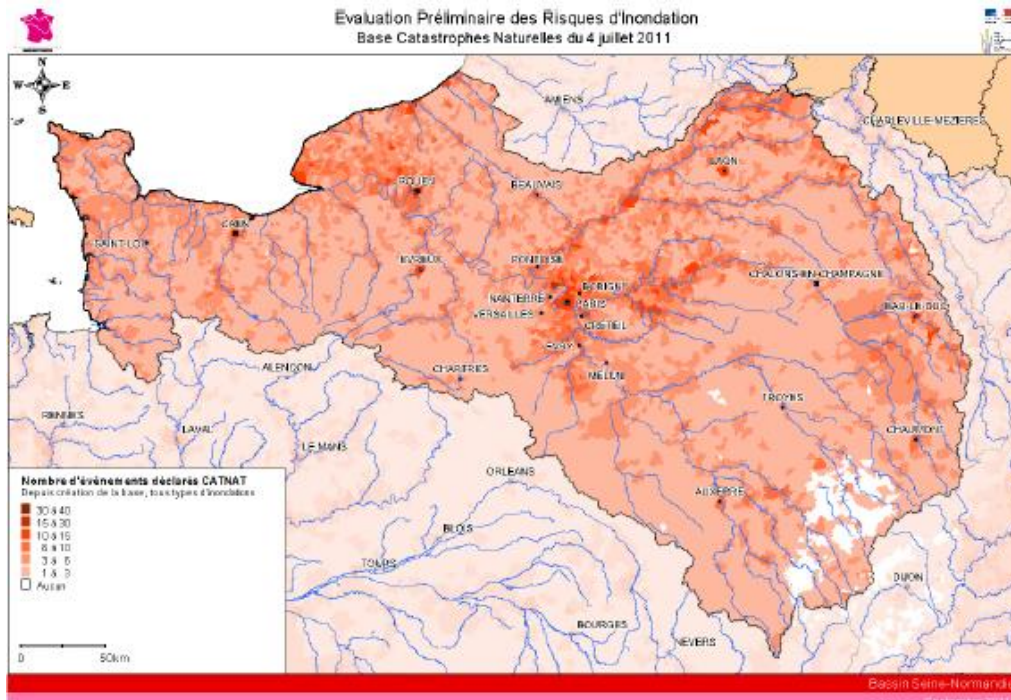 Evaluation Préliminaire des Risques d'Inondation
Base Catastrophes Naturelles du 4 juillet 2011
N
W E
S
AMIENS
CHARLEVILLE-MEZIERES
LAON
ROUEN
BEAUVAIS
CAEN
SAINT-LO
EVREUX
PONTOISE
CHALONS-EN-CHAMPAGNE
BOBIGNY
NANTERRE
PARIS
BAR-LE-DUC
VERSAILLES
CRETEIL
EVRY
MELUN
CHARTRES
ALENCON
TROYES
RENNES
LAVAL
CHAUMONT
LE MANS
ORLEANS
AUXERRE
BLOIS
TOURS
DIJON
BOURGES
NEVERS
Nombre d'évènements déclarés CATNAT
Depuis création de la base, tous types d'inondations
30 à 40
15 à 30
10 à 15
6 à 10
3 à 6
1 à 3
Aucun
0 50km
Bassin Seine-Normandie